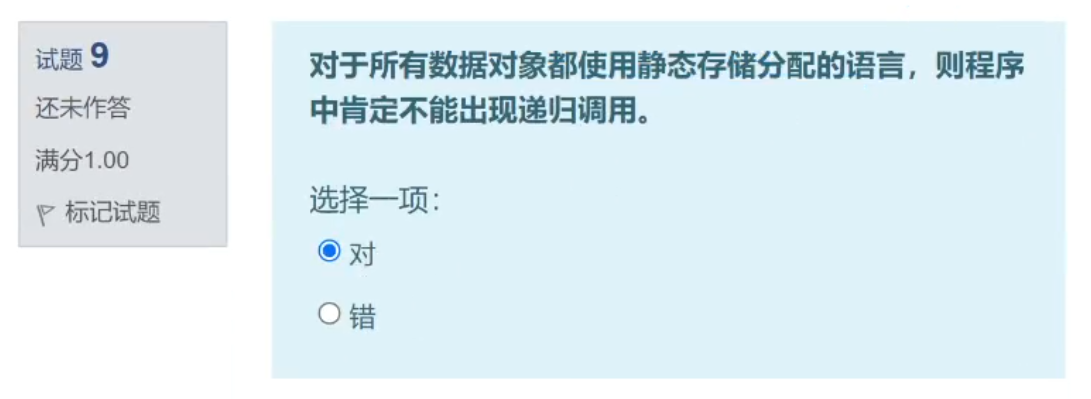 试题 9
还未作答
满分1.00
标记试题
对于所有数据对象都使用静态存储分配的语言，则程序
中肯定不能出现递归调用。
选择一项：
对
错